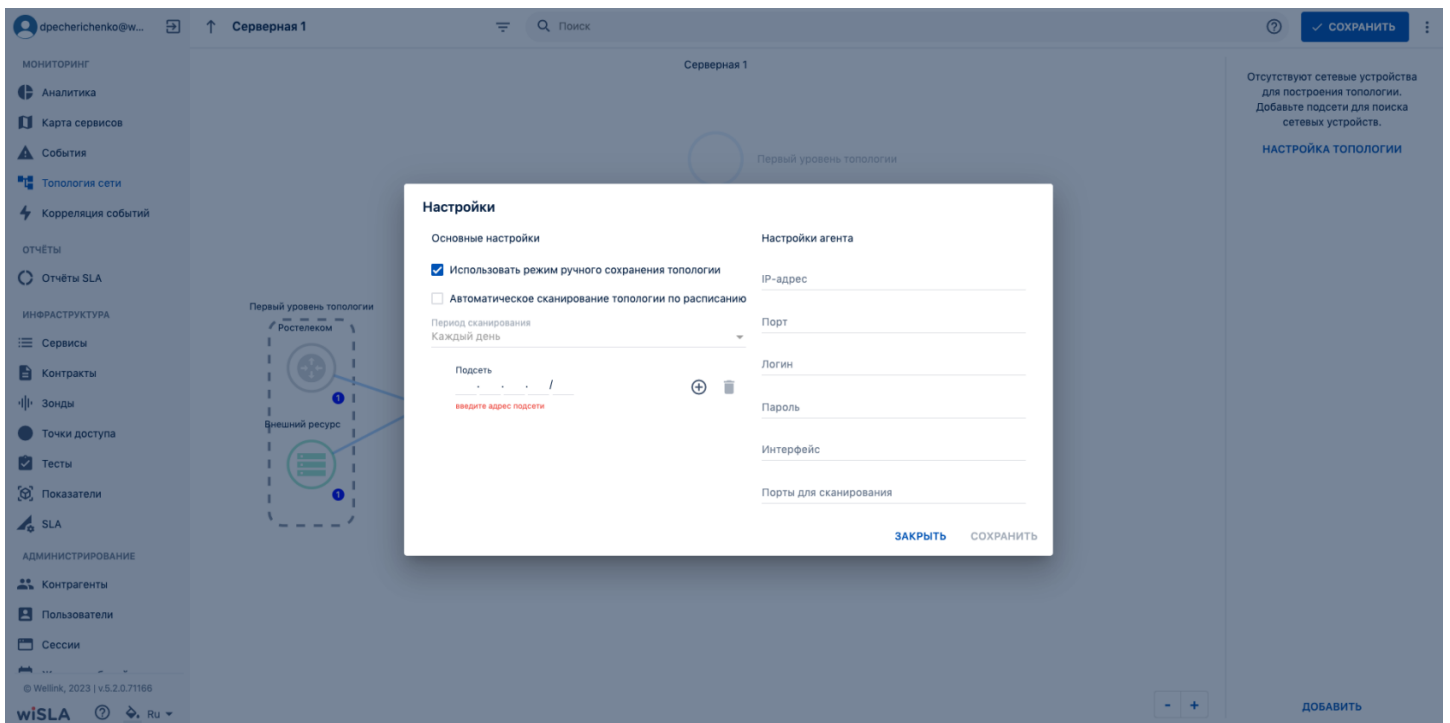 dpecherichenko@w...
Серверная 1
Поиск
СОХРАНИТЬ
МОНИТОРИНГ
Аналитика
Карта сервисов
События
Топология сети
Корреляция событий
ОТЧЁТЫ
Отчёты SLA
ИНФРАСТРУКТУРА
Сервисы
Контракты
Зонды
Точки доступа
Тесты
Показатели
SLA
АДМИНИСТРИРОВАНИЕ
Контрагенты
Пользователи
Сессии
© Wellink, 2023 | v.5.2.0.71166
wiSLA
Ru
Серверная 1
Первый уровень топологии
Первый уровень топологии
Ростелеком
1
Внешний ресурс
1
Настройки
Основные настройки
Использовать режим ручного сохранения топологии
Автоматическое сканирование топологии по расписанию
Период сканирования
Каждый день
Подсеть
. . . /
введите адрес подсети
Настройки агента
IP-адрес
Порт
Логин
Пароль
Интерфейс
Порты для сканирования
ЗАКРЫТЬ
СОХРАНИТЬ
Отсутствуют сетевые устройства
для построения топологии.
Добавьте подсети для поиска
сетевых устройств.
НАСТРОЙКА ТОПОЛОГИИ
- +
ДОБАВИТЬ